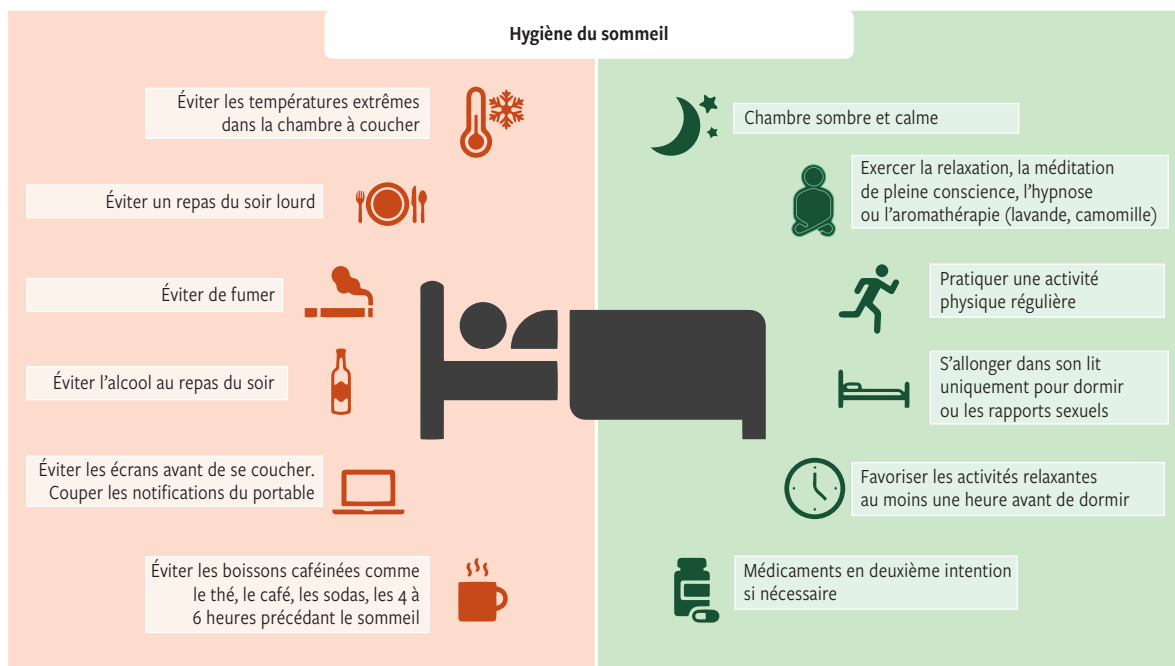 Hygiène du sommeil
Éviter les températures extrêmes
dans la chambre à coucher
Éviter un repas du soir lourd
Éviter de fumer
Éviter l’alcool au repas du soir
Éviter les écrans avant de se coucher.
Couper les notifications du portable
Éviter les boissons caféinées comme
le thé, le café, les sodas, les 4 à
6 heures précédant le sommeil
Chambre sombre et calme
Exercer la relaxation, la méditation
de pleine conscience, l’hypnose
ou l’aromathérapie (lavande, camomille)
Pratiquer une activité
physique régulière
S’allonger dans son lit
uniquement pour dormir
ou les rapports sexuels
Favoriser les activités relaxantes
au moins une heure avant de dormir
Médicaments en deuxième intention
si nécessaire